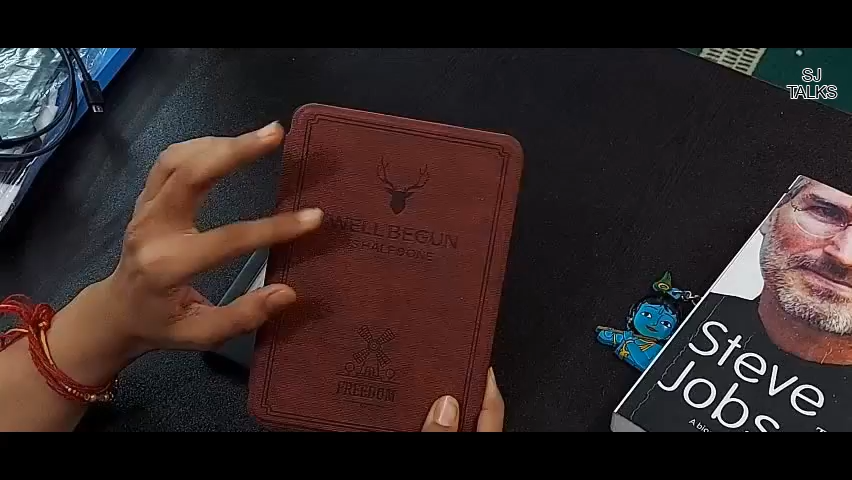 SJ
TALKS
WELL BEGUN
IS HALF DONE
FREEDOM
Steve
Jobs